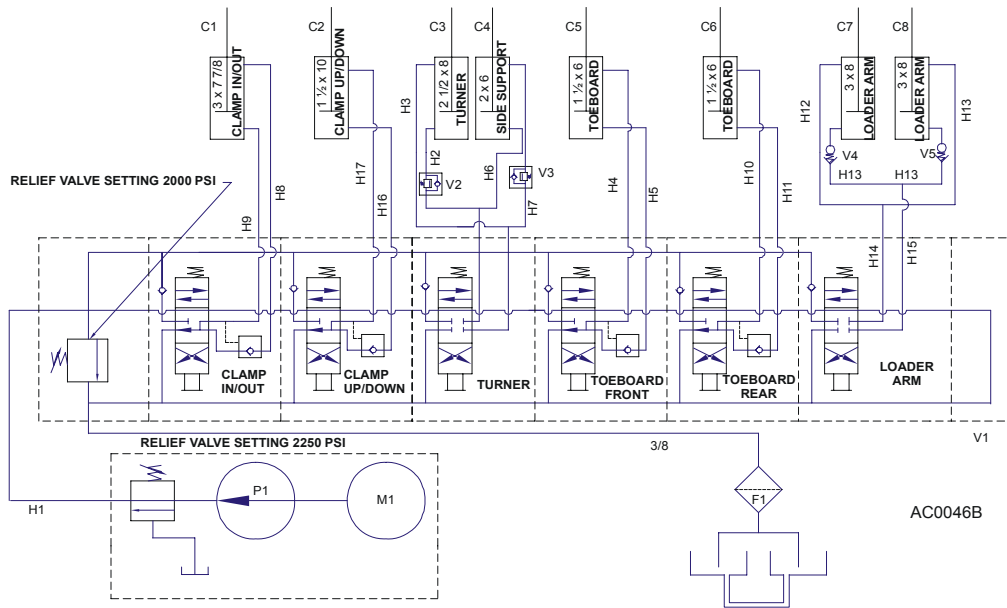 C1
C2
C3
C4
C5
C6
C7
C8
3 x 7 7/8
CLAMP IN/OUT
1 ½ x 10
CLAMP UP/DOWN
2 1/2 x 8
TURNER
2 x 6
SIDE SUPPORT
1 ½ x 6
TOEBOARD
1 ½ x 6
TOEBOARD
3 x 8
LOADER ARM
3 x 8
LOADER ARM
H3
H12
H13
H2
V4
V5
H17
H6
V2
V3
H13
H13
RELIEF VALVE SETTING 2000 PSI
H9
H8
H16
H7
H4
H5
H10
H11
H14
H15
CLAMP
IN/OUT
CLAMP
UP/DOWN
TURNER
TOEBOARD
FRONT
TOEBOARD
REAR
LOADER
ARM
V1
RELIEF VALVE SETTING 2250 PSI
3/8
H1
P1
M1
F1
AC0046B